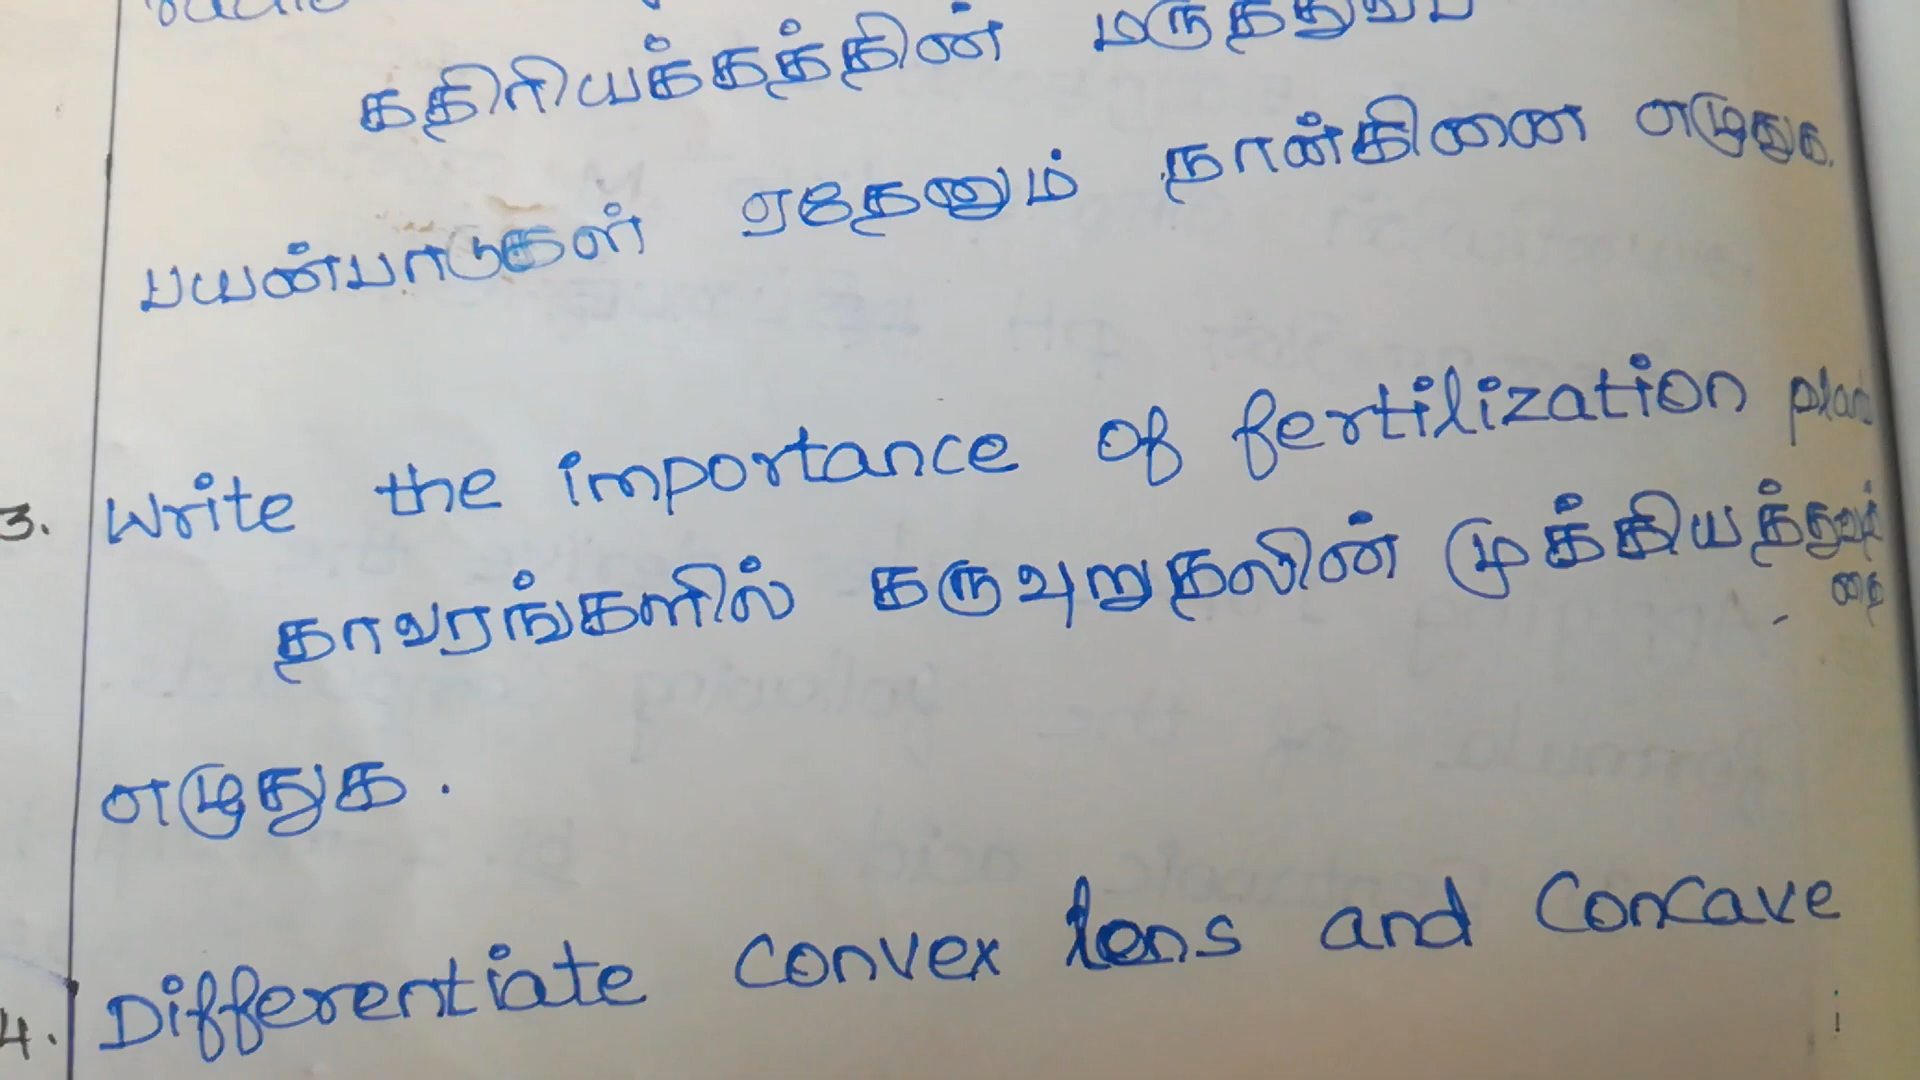 கதிரியக்கத்தின் மருத்துவப்
பயன்பாடுகள் ஏதேனும் நான்கினை எழுதுக.
3. Write the importance of fertilization
தாவரங்களில் கருவுறுதலின் முக்கியத்துவத்
தை
எழுதுக.
4. Differentiate convex lens and concave